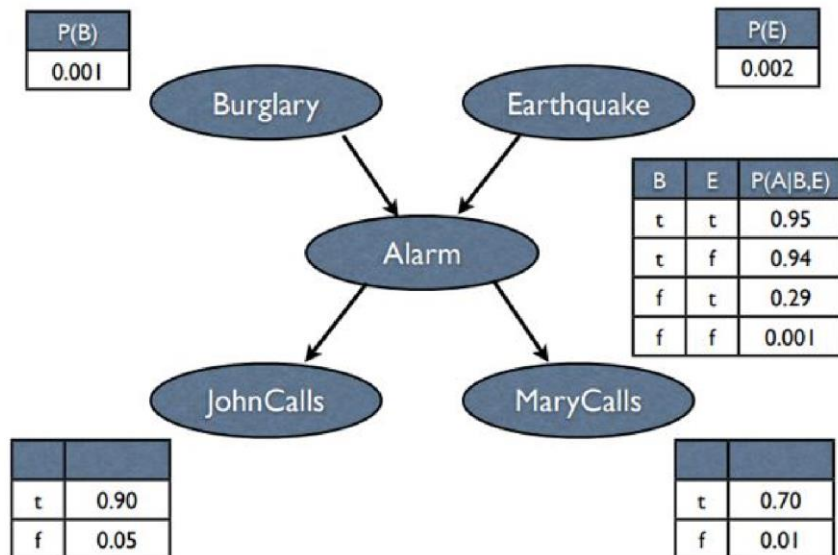 P(B)
0.001
P(E)
0.002
Burglary
Earthquake
B E P(A|B,E)
t t 0.95
t f 0.94
f t 0.29
f f 0.001
Alarm
JohnCalls
MaryCalls
t 0.90
f 0.05
t 0.70
f 0.01